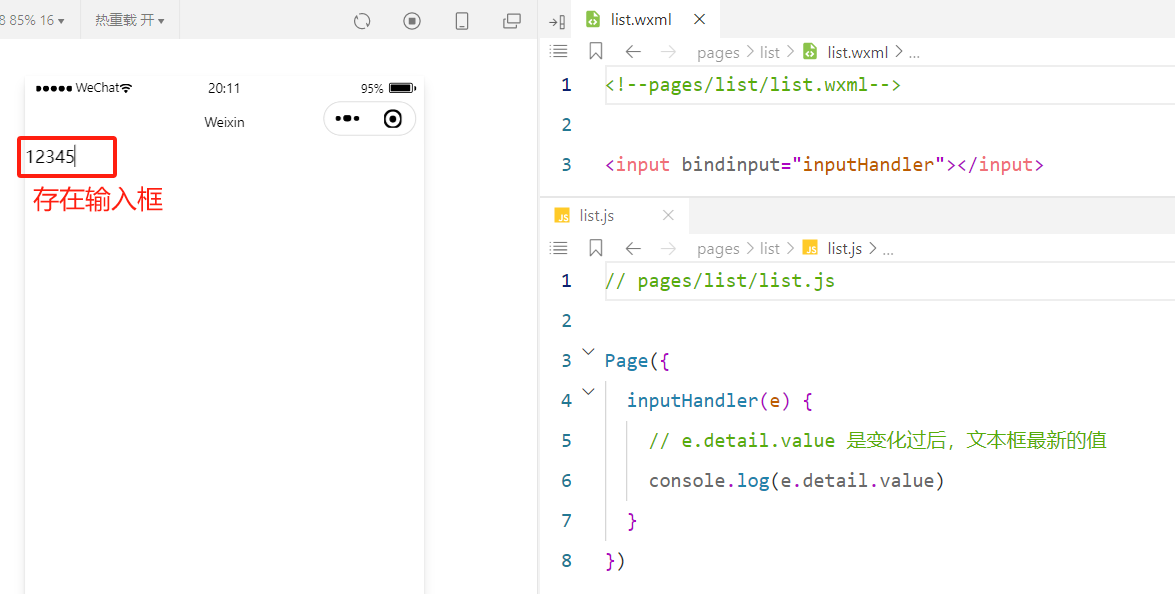 8 85% 16
热重载 开
WeChat
20:11
95%
Weixin
12345
存在输入框
list.wxml
pages > list > list.wxml > ...
1 <!--pages/list/list.wxml-->
2
3 <input bindinput="inputHandler"></input>
JS list.js
pages > list > JS list.js > ...
1 // pages/list/list.js
2
3 Page({
4 inputHandler(e) {
5 // e.detail.value 是变化过后，文本框最新的值
6 console.log(e.detail.value)
7 }
8 })